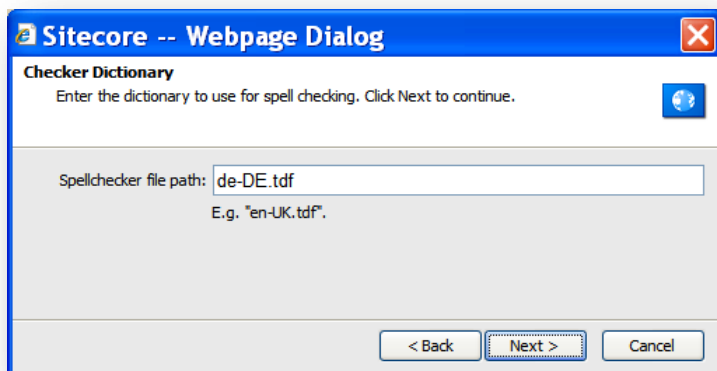 Sitecore -- Webpage Dialog
Checker Dictionary
Enter the dictionary to use for spell checking. Click Next to continue.
Spellchecker file path: de-DE.tdf
E.g. "en-UK.tdf".
< Back Next > Cancel